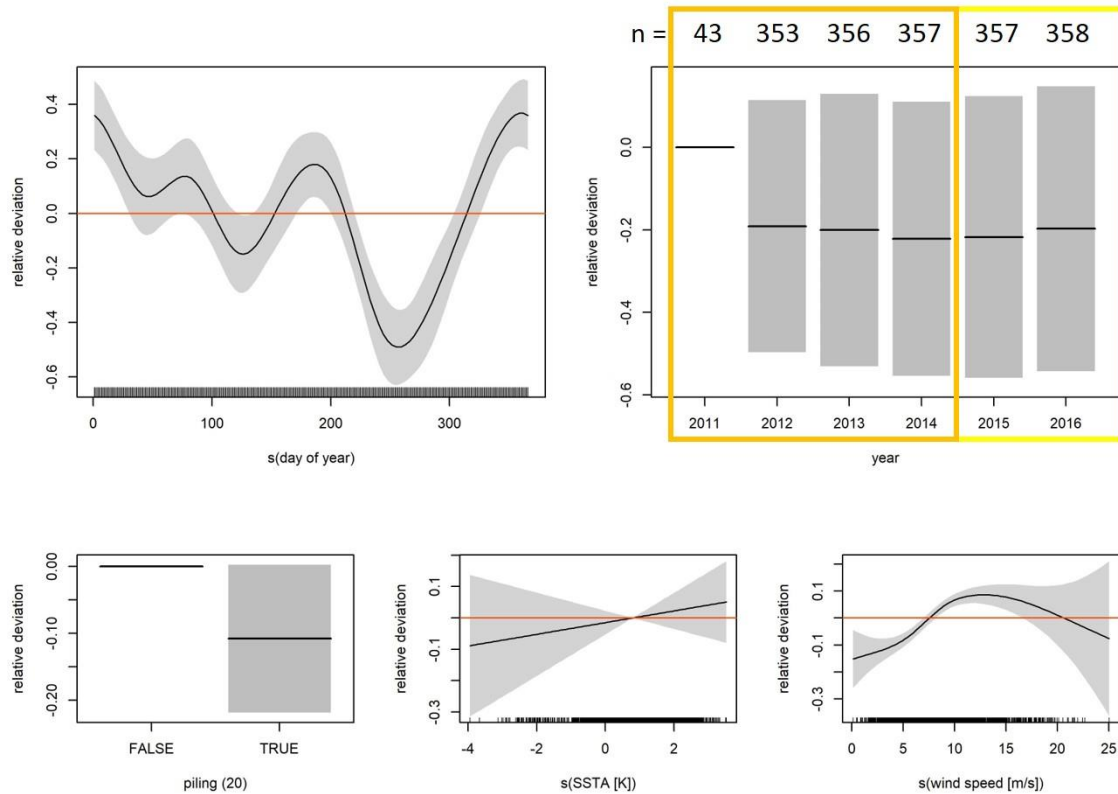 n = 43 353 356 357 357 358
relative deviation
0.4
0.2
0.0
-0.2
-0.4
-0.6
0 100 200 300
s(day of year)
relative deviation
0.0
-0.2
-0.4
-0.6
2011 2012 2013 2014 2015 2016
year
relative deviation
0.00
-0.10
-0.20
FALSE TRUE
piling (20)
relative deviation
0.1
-0.1
-0.3
-4 -2 0 2
s(SSTA [K])
relative deviation
0.1
-0.1
-0.3
0 5 10 15 20 25
s(wind speed [m/s])